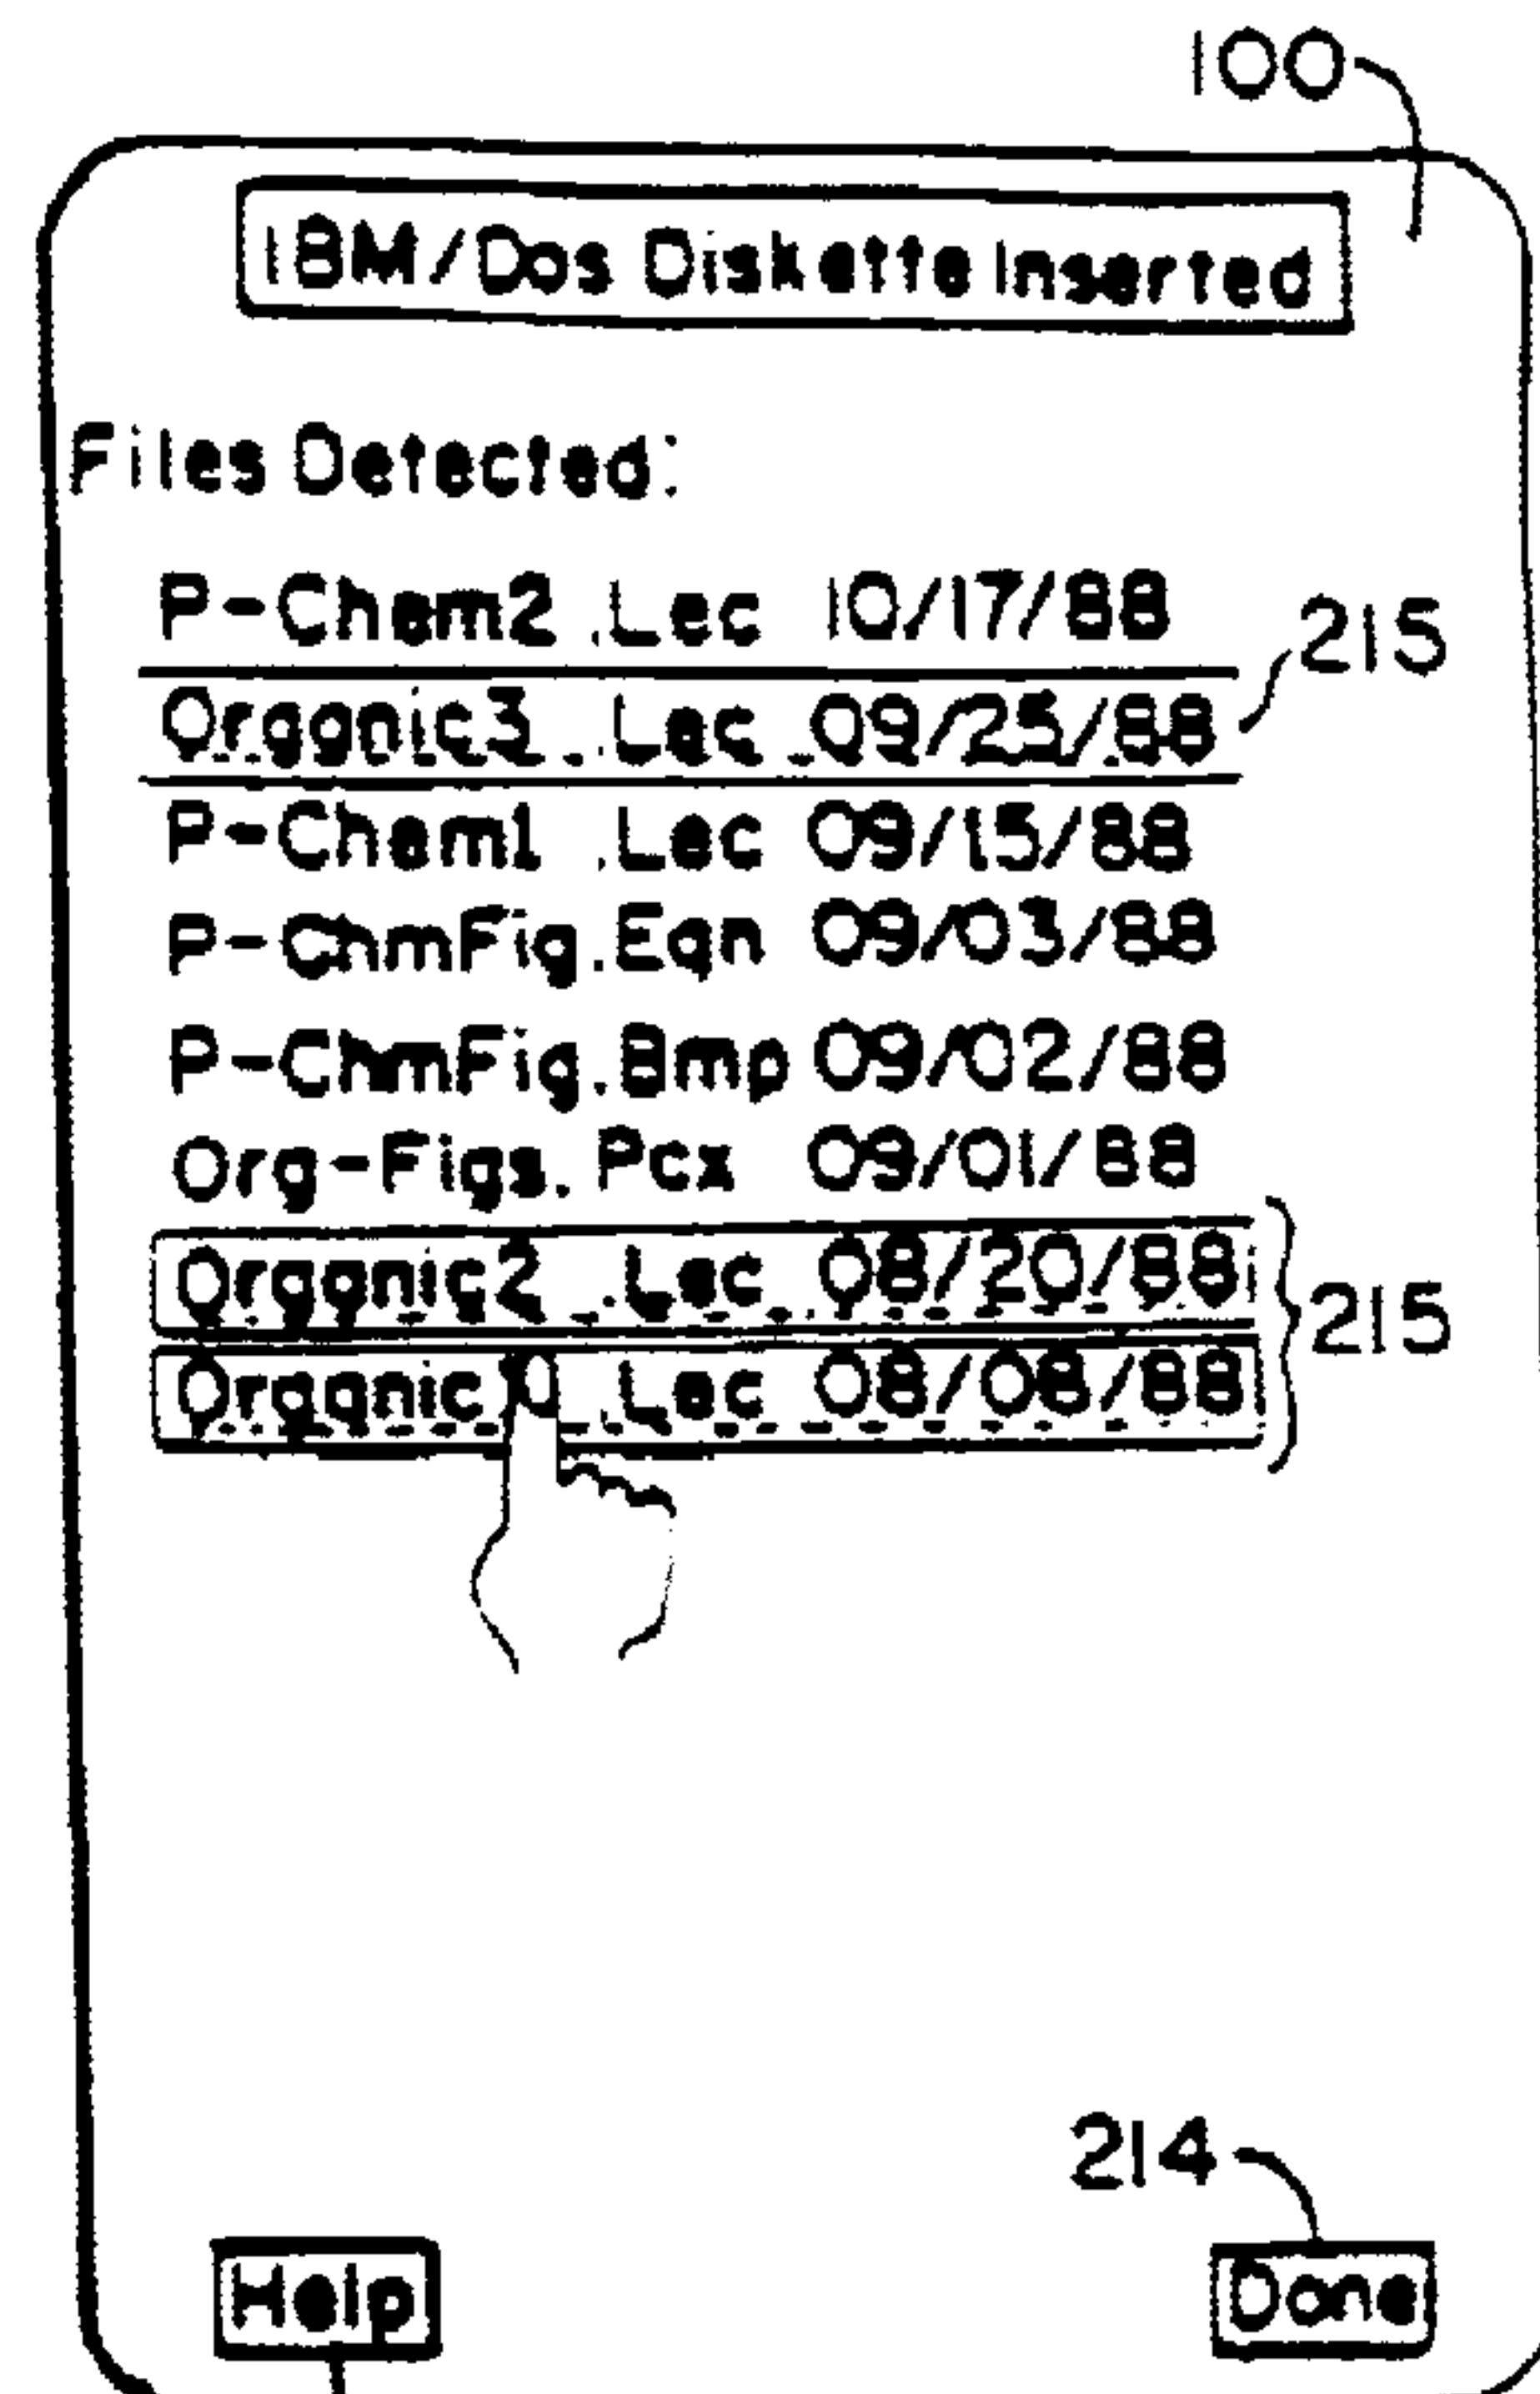 100
IBM/Dos Diskette Inserted
Files Detected:
P-Chem2 .Lec 10/17/88
215
Organic3 .Lec 09/25/88
P-Chem1 .Lec 09/15/88
P-ChmFig.Eqn 09/03/88
P-ChmFig.Bmp 09/02/88
Org-Figs.Pcx 09/01/88
Organic2 .Lec 08/20/88
215
.Lec 08/08/88
214
Help
Done